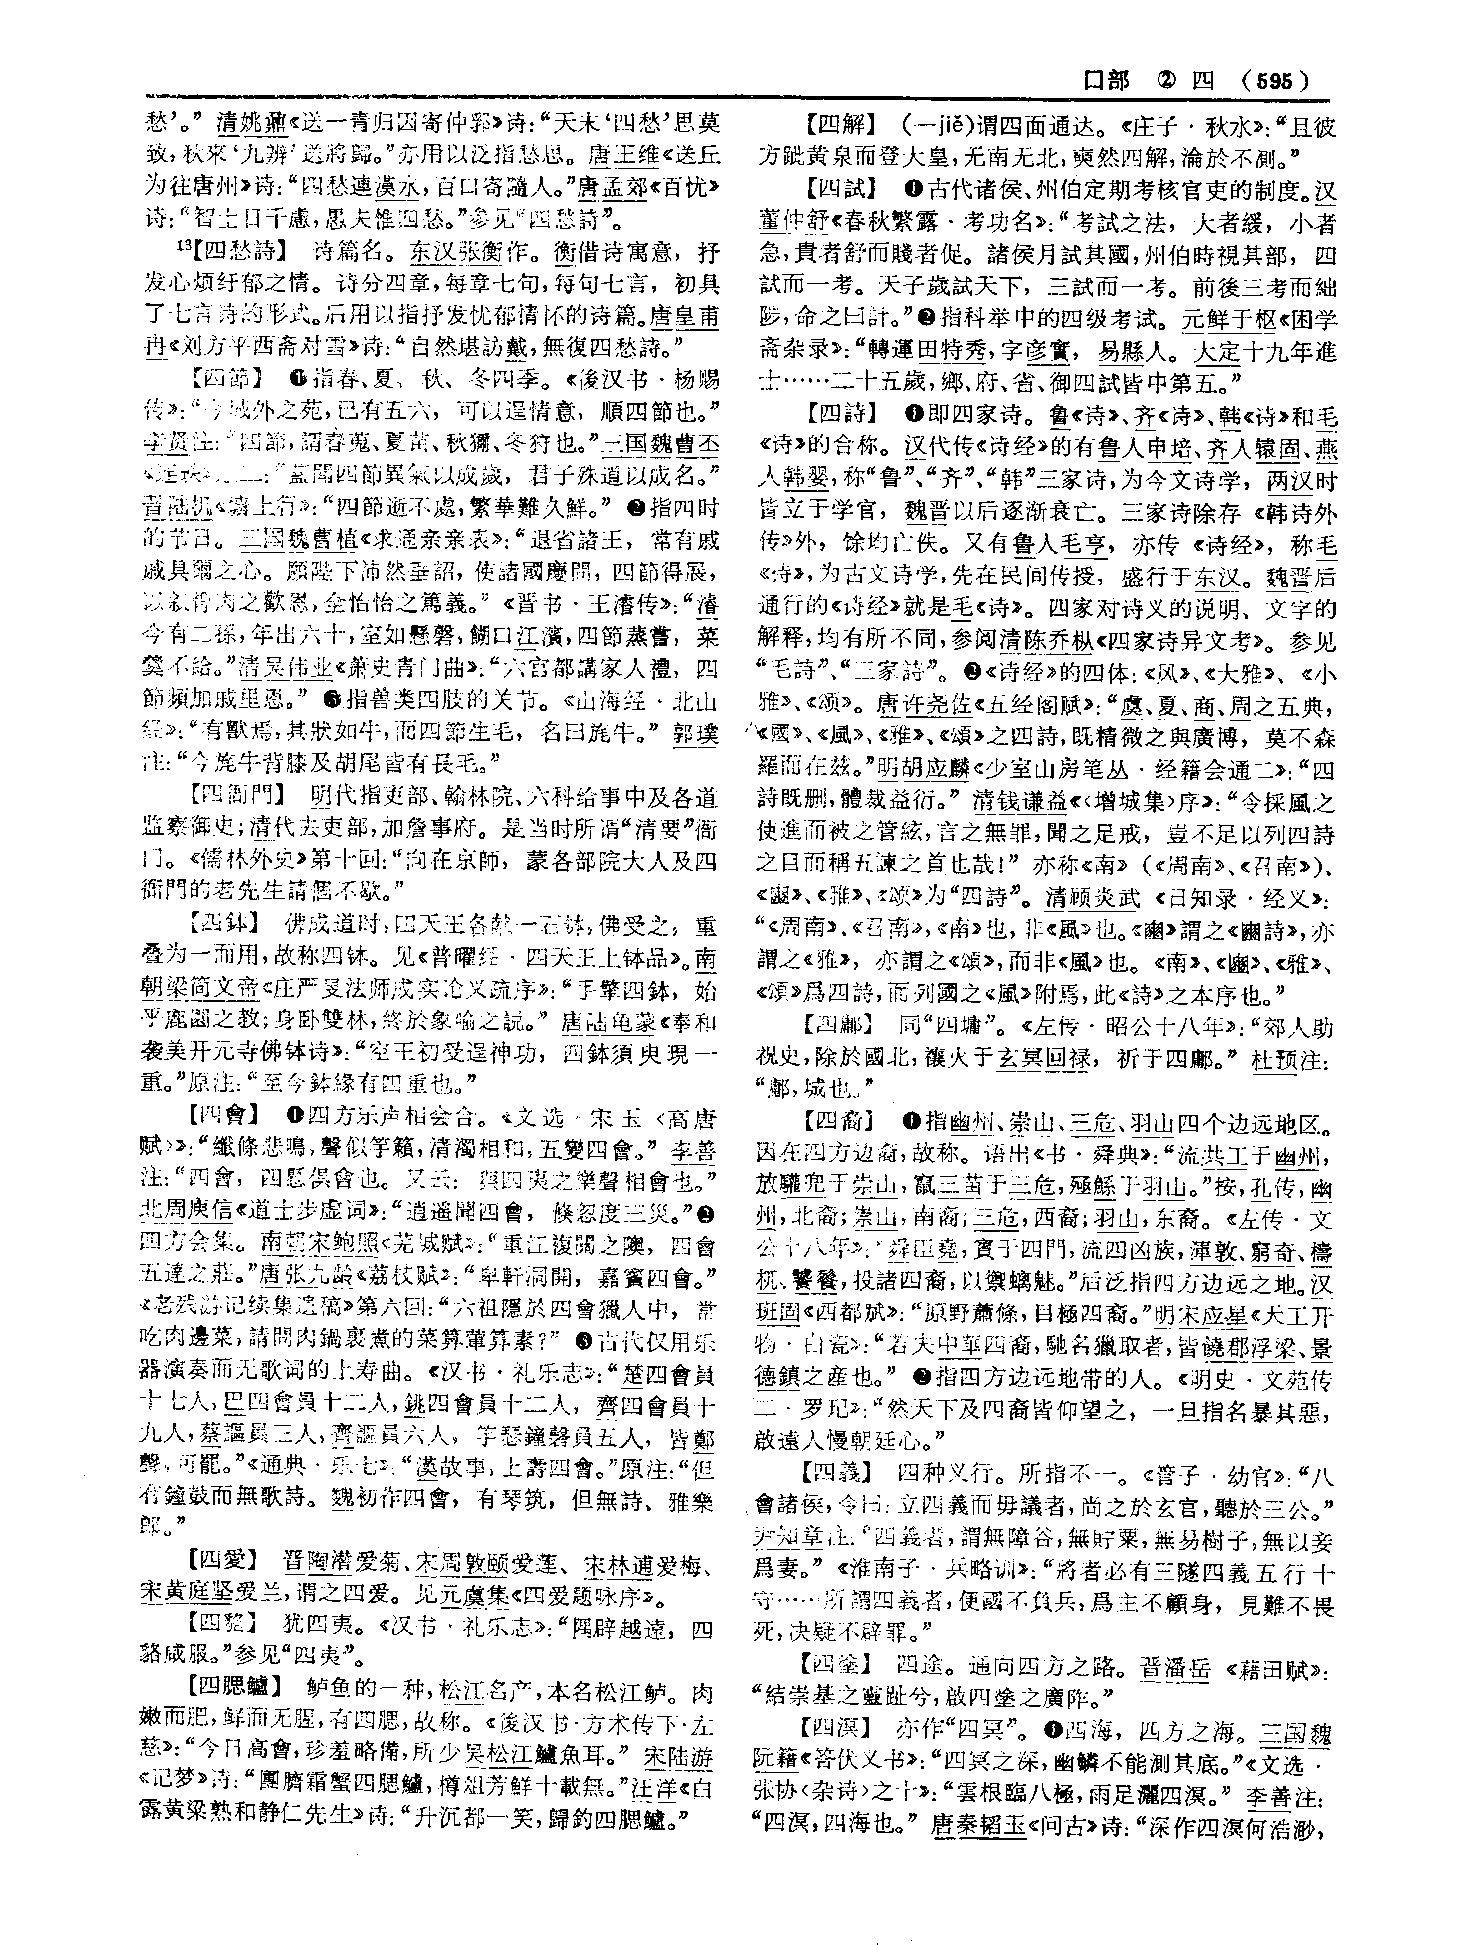 口部　②　四　（595）
愁’。”清姚鼐《送一青归因寄仲郛》诗：“天末‘四愁’思莫
致，秋來‘九辨’送將歸。”亦用以泛指愁思。唐王维《送丘
为往唐州》诗：“四愁連漢水，百口寄隨人。”唐孟郊《百忧》
诗：“智士日千慮，愚夫惟四愁。”参见“四愁詩”。
13【四愁詩】　诗篇名。东汉张衡作。衡借诗寓意，抒
发心烦纡郁之情。诗分四章，每章七句，每句七言，初具
了七言诗的形式。后用以指抒发忧郁情怀的诗篇。唐皇甫
冉《刘方平西斋对雪》诗：“自然堪訪戴，無復四愁詩。”
【四節】　❶指春、夏、秋、冬四季。《後汉书·杨赐
传》：“今城外之苑，已有五六，可以逞情意，順四節也。”
李贤注：“四節，謂春蒐、夏苗、秋獮、冬狩也。”三国魏曹丕
“蓋聞四節異氣以成歲，君子殊道以成名。”
晋陆机《塘上行》：“四節逝不處，繁華難久鮮。”❷指四时
的节日。三国魏曹植《求通亲亲表》：“退省諸王，常有戚
戚具爾之心。願陛下沛然垂詔，使諸國慶問，四節得展，
以叙骨肉之歡恩，全怡怡之篤義。”《晋书·王濬传》：“濬
今有二孫，年出六十，室如懸磬，餬口江濱，四節蒸嘗，菜
羹不給。”清吴伟业《萧史青门曲》：“六宫都講家人禮，四
節頻加戚里恩。”❸指兽类四肢的关节。《山海经·北山
经》：“有獸焉，其狀如牛，而四節生毛，名曰旄牛。”郭璞
注：“今旄牛背膝及胡尾皆有長毛。”
【四衙門】　明代指吏部、翰林院、六科给事中及各道
监察御史；清代去吏部，加詹事府。是当时所谓“清要”衙
门。《儒林外史》第十回：“向在京師，蒙各部院大人及四
衙門的老先生請個不歇。”
【四鉢】　佛成道时，四天王各献一石钵，佛受之，重
叠为一而用，故称四钵。见《普曜经·四天王上钵品》。南
朝梁简文帝《庄严旻法师成实论义疏序》：“手擎四鉢，始
乎鹿園之教；身卧雙林，終於象喻之説。”唐陆龟蒙《奉和
袭美开元寺佛钵诗》：“空王初受逞神功，四鉢須臾現一
重。”原注：“至今鉢緣有四重也。”
【四會】　❶四方乐声相会合。《文选·宋玉〈高唐
赋〉》：“纖條悲鳴，聲似竽籟，清濁相和，五變四會。”李善
注：“四會，四懸俱會也。又云：與四夷之樂聲相會也。”
北周庾信《道士步虚词》：“逍遥聞四會，倏忽度三災。”❷
四方会集。南朝宋鲍照《芜城赋》：“重江複關之隩，四會
五達之莊。”唐张九龄《荔枝赋》：“卑軒洞開，嘉賓四會。”
《老残游记续集遗稿》第六回：“六祖隱於四會獵人中，常
吃肉邊菜，請問肉鍋裏煮的菜算葷算素？”❸古代仅用乐
器演奏而无歌词的上寿曲。《汉书·礼乐志》：“楚四會員
十七人，巴四會員十二人，銚四會員十二人，齊四會員十
九人，蔡謳員三人，齊謳員六人，竽瑟鐘磬員五人，皆鄭
聲，可罷。”《通典·乐七》：“漢故事，上壽四會。”原注：“但
有鐘鼓而無歌詩。魏初作四會，有琴筑，但無詩、雅樂
郎。”
【四愛】　晋陶潜爱菊、宋周敦颐爱莲、宋林逋爱梅、
宋黄庭坚爱兰，谓之四爱。见元虞集《四爱题咏序》。
【四貉】　犹四夷。《汉书·礼乐志》：“隅辟越遠，四
貉咸服。”参见“四夷”。
【四腮鱸】　鲈鱼的一种，松江名产，本名松江鲈。肉
嫩而肥，鲜而无腥，有四腮，故称。《後汉书·方术传下·左
慈》：“今日高會，珍羞略備，所少吴松江鱸魚耳。”宋陆游
《记梦》诗：“團臍霜蟹四腮鱸，樽俎芳鮮十載無。”汪洋《白
露黄梁熟和静仁先生》诗：“升沉都一笑，歸釣四腮鱸。”
【四解】　（—jiě）谓四面通达。《庄子·秋水》：“且彼
方跐黄泉而登大皇，无南无北，奭然四解，淪於不測。”
【四試】　❶古代诸侯、州伯定期考核官吏的制度。汉
董仲舒《春秋繁露·考功名》：“考試之法，大者緩，小者
急，貴者舒而賤者促。諸侯月試其國，州伯時視其部，四
試而一考。天子歲試天下，三試而一考。前後三考而絀
陟，命之曰計。”❷指科举中的四级考试。元鲜于枢《困学
斋杂录》：“轉運田特秀，字彦實，易縣人。大定十九年進
士……二十五歲，鄉、府、省、御四試皆中第五。”
【四詩】　❶即四家诗。鲁《诗》、齐《诗》、韩《诗》和毛
《诗》的合称。汉代传《诗经》的有鲁人申培、齐人辕固、燕
人韩婴，称“鲁”、“齐”、“韩”三家诗，为今文诗学，两汉时
皆立于学官，魏晋以后逐渐衰亡。三家诗除存《韩诗外
传》外，馀均亡佚。又有鲁人毛亨，亦传《诗经》，称毛
《诗》，为古文诗学，先在民间传授，盛行于东汉。魏晋后
通行的《诗经》就是毛《诗》。四家对诗义的说明、文字的
解释，均有所不同，参阅清陈乔枞《四家诗异文考》。参见
“毛詩”、“三家詩”。❷《诗经》的四体：《风》、《大雅》、《小
雅》、《颂》。唐许尧佐《五经阁赋》：“虞、夏、商、周之五典，
《國》、《風》、《雅》、《頌》之四詩，既精微之與廣博，莫不森
羅而在兹。”明胡应麟《少室山房笔丛·经籍会通二》：“四
詩既删，體裁益衍。”清钱谦益《〈增城集〉序》：“令採風之
使進而被之管絃，言之無罪，聞之足戒，豈不足以列四詩
之目而稱五諫之首也哉！”亦称《南》（《周南》、《召南》）、
《豳》、《雅》、《颂》为“四詩”。清顾炎武《日知录·经义》：
“《周南》、《召南》，《南》也，非《風》也。《豳》謂之《豳詩》，亦
謂之《雅》，亦謂之《頌》，而非《風》也。《南》、《豳》、《雅》、
《頌》爲四詩，而列國之《風》附焉，此《詩》之本序也。”
【四鄘】　同“四墉”。《左传·昭公十八年》：“郊人助
祝史，除於國北，禳火于玄冥回禄，祈于四鄘。”杜预注：
“鄘，城也。”
【四裔】　❶指幽州、崇山、三危、羽山四个边远地区。
因在四方边裔，故称。语出《书·舜典》：“流共工于幽州，
放驩兜于崇山，竄三苗于三危，殛鯀于羽山。”按，孔传，幽
州，北裔；崇山，南裔；三危，西裔；羽山，东裔。《左传·文
公十八年》：“舜臣堯，賓于四門，流四凶族，渾敦、窮奇、檮
杌、饕餮，投諸四裔，以禦螭魅。”后泛指四方边远之地。汉
班固《西都赋》：“原野蕭條，目極四裔。”明宋应星《天工开
物·白瓷》：“若夫中華四裔，馳名獵取者，皆饒郡浮梁、景
德鎮之産也。”❷指四方边远地带的人。《明史·文苑传
二·罗玘》：“然天下及四裔皆仰望之，一旦指名暴其惡，
啟遠人慢朝廷心。”
【四義】　四种义行。所指不一。《管子·幼官》：“八
會諸侯，令曰：立四義而毋議者，尚之於玄官，聽於三公。”
尹知章注：“四義者，謂無障谷，無貯粟，無易樹子，無以妾
爲妻。”《淮南子·兵略训》：“將者必有三隧四義五行十
守……所謂四義者，便國不負兵，爲主不顧身，見難不畏
死，决疑不辟罪。”
【四塗】　四途。通向四方之路。晋潘岳《藉田赋》：
“結崇基之靈趾兮，啟四塗之廣阼。”
【四溟】　亦作“四冥”。❶四海，四方之海。三国魏
阮籍《答伏义书》：“四冥之深，幽鱗不能測其底。”《文选·
张协〈杂诗〉之十》：“雲根臨八極，雨足灑四溟。”李善注：
“四溟，四海也。”唐秦韬玉《问古》诗：“深作四溟何浩渺，